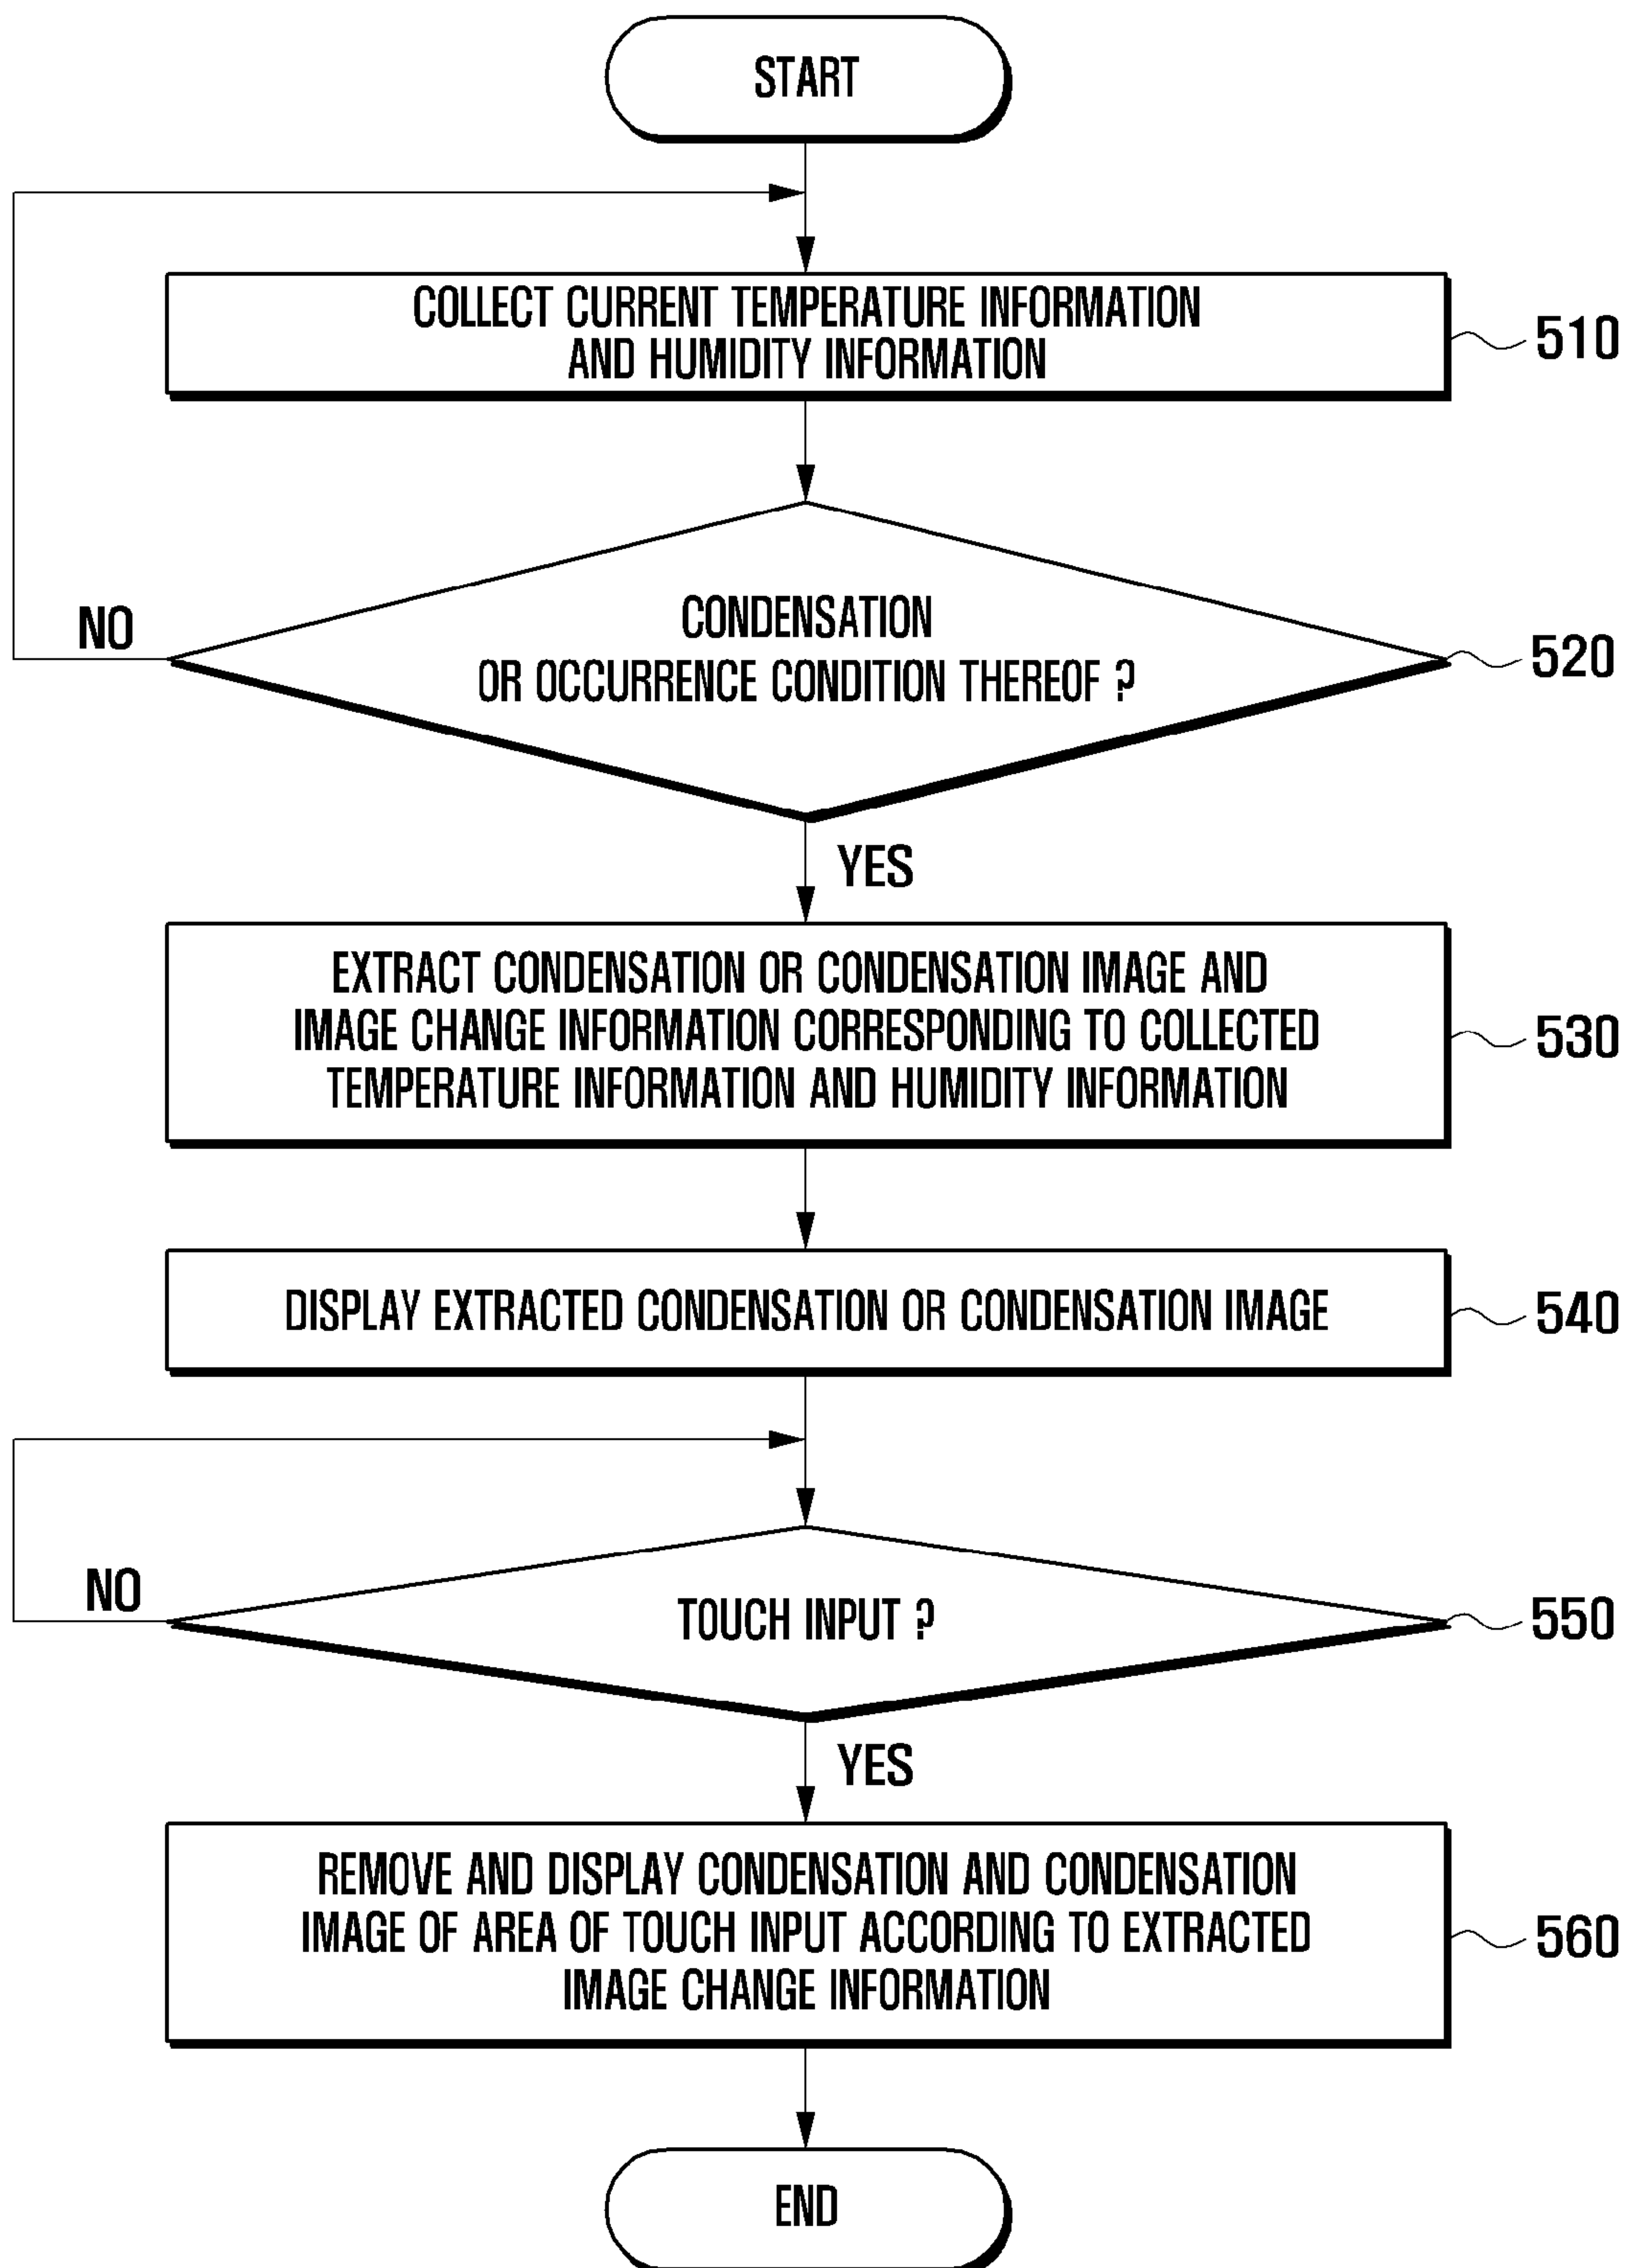 START
COLLECT CURRENT TEMPERATURE INFORMATION
AND HUMIDITY INFORMATION
510
CONDENSATION
OR OCCURRENCE CONDITION THEREOF ?
520
NO
YES
EXTRACT CONDENSATION OR CONDENSATION IMAGE AND
IMAGE CHANGE INFORMATION CORRESPONDING TO COLLECTED
TEMPERATURE INFORMATION AND HUMIDITY INFORMATION
530
DISPLAY EXTRACTED CONDENSATION OR CONDENSATION IMAGE
540
NO
TOUCH INPUT ?
550
YES
REMOVE AND DISPLAY CONDENSATION AND CONDENSATION
IMAGE OF AREA OF TOUCH INPUT ACCORDING TO EXTRACTED
IMAGE CHANGE INFORMATION
560
END